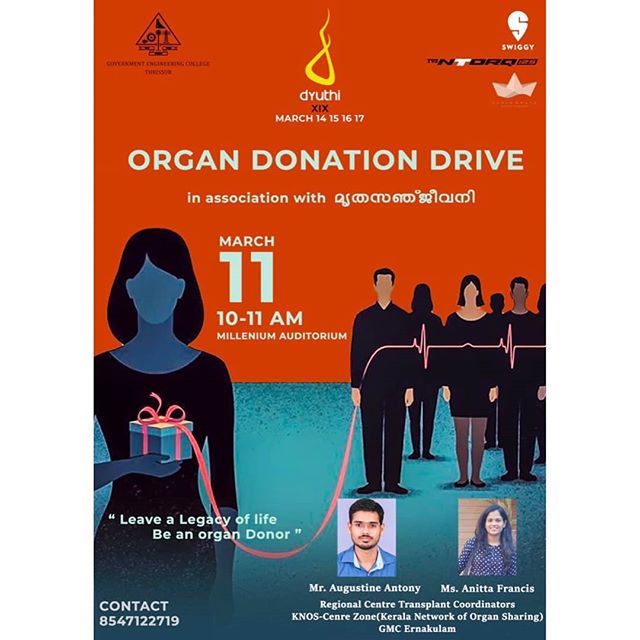 GOVERNMENT ENGINEERING COLLEGE
THRISSUR
dyuthi
XIX
MARCH 14 15 16 17
SWIGGY
TVS NTORQ 125
ORGAN DONATION DRIVE
in association with മൃതസഞ്ജീവനി
MARCH
11
10-11 AM
MILLENIUM AUDITORIUM
“ Leave a Legacy of life
Be an organ Donor ”
Mr. Augustine Antony
Ms. Anitta Francis
Regional Centre Transplant Coordinators
KNOS-Cenre Zone(Kerala Network of Organ Sharing)
GMC Ernakulam
CONTACT
8547122719